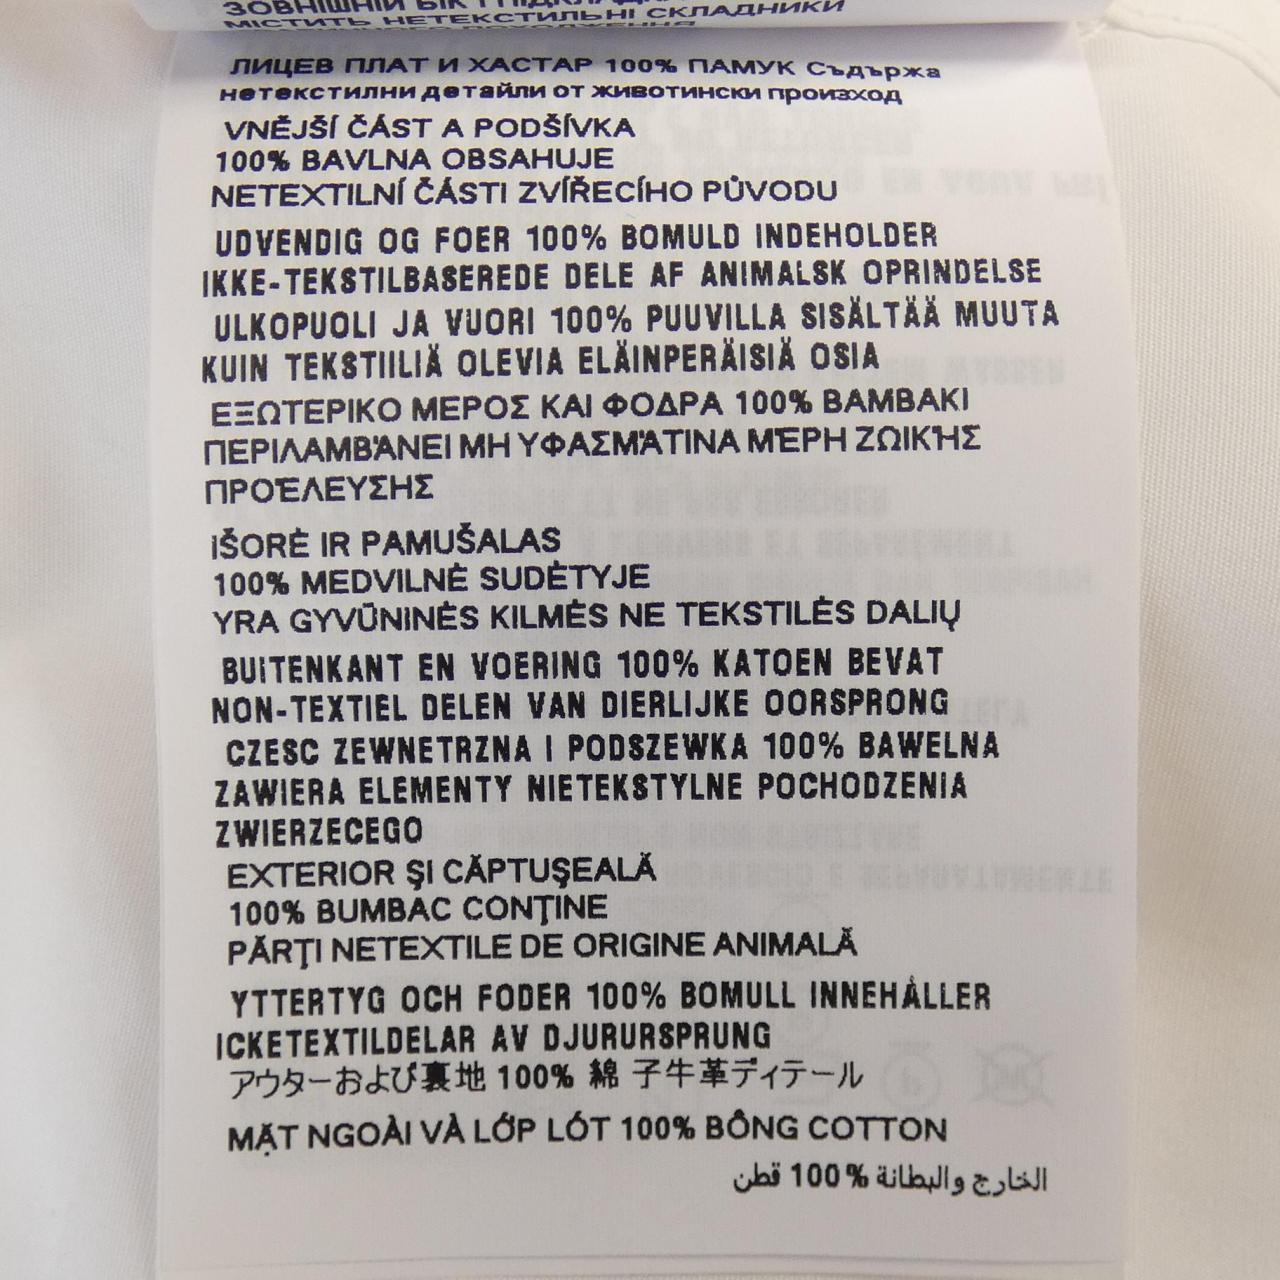 ЗОВНІШНІЙ БІК І ПІДКЛАДКА
МІСТИТЬ НЕТЕКСТИЛЬНІ СКЛАДНИКИ
ЛИЦЕВ ПЛАТ И ХАСТАР 100% ПАМУК Съдържа
нетекстилни детайли от животински произход
VNĚJŠÍ ČÁST A PODŠÍVKA
100% BAVLNA OBSAHUJE
NETEXTILNÍ ČÁSTI ZVÍŘECÍHO PŮVODU
UDVENDIG OG FOER 100% BOMULD INDEHOLDER
IKKE-TEKSTILBASEREDE DELE AF ANIMALSK OPRINDELSE
ULKOPUOLI JA VUORI 100% PUUVILLA SISÄLTÄÄ MUUTA
KUIN TEKSTIILIÄ OLEVIA ELÄINPERÄISIÄ OSIA
ΕΞΩΤΕΡΙΚΟ ΜΕΡΟΣ ΚΑΙ ΦΟΔΡΑ 100% ΒΑΜΒΑΚΙ
ΠΕΡΙΛΑΜΒΆΝΕΙ ΜΗ ΥΦΑΣΜΆΤΙΝΑ ΜΈΡΗ ΖΩΙΚΉΣ
ΠΡΟΈΛΕΥΣΗΣ
IŠORĖ IR PAMUŠALAS
100% MEDVILNĖ SUDĖTYJE
YRA GYVŪNINĖS KILMĖS NE TEKSTILĖS DALIŲ
BUITENKANT EN VOERING 100% KATOEN BEVAT
NON-TEXTIEL DELEN VAN DIERLIJKE OORSPRONG
CZESC ZEWNETRZNA I PODSZEWKA 100% BAWELNA
ZAWIERA ELEMENTY NIETEKSTYLNE POCHODZENIA
ZWIERZECEGO
EXTERIOR ŞI CĂPTUŞEALĂ
100% BUMBAC CONŢINE
PĂRŢI NETEXTILE DE ORIGINE ANIMALĂ
YTTERTYG OCH FODER 100% BOMULL INNEHÅLLER
ICKETEXTILDELAR AV DJURURSPRUNG
アウターおよび裏地 100% 綿 子牛革ディテール
MẶT NGOÀI VÀ LỚP LÓT 100% BÔNG COTTON
الخارج والبطانة 100% قطن